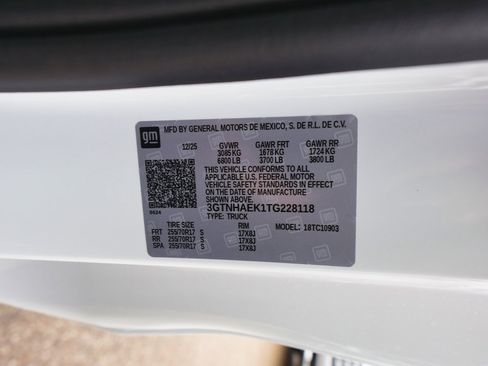 gm
MFD BY GENERAL MOTORS DE MEXICO, S. DE R.L. DE C.V.
12/25 GVWR GAWR FRT GAWR RR
3085 KG 1678 KG 1724 KG
6800 LB 3700 LB 3800 LB
THIS VEHICLE CONFORMS TO ALL
APPLICABLE U.S. FEDERAL MOTOR
VEHICLE SAFETY STANDARDS IN
EFFECT ON THE DATE OF MANUFACTURE
SHOWN ABOVE.
3GTNHAEK1TG228118
TYPE: TRUCK
TIRE SIZE RIM MODEL: 18TC10903
FRT 255/70R17 S 17X8J
RR 255/70R17 S 17X8J
SPA 255/70R17 S 17X8J